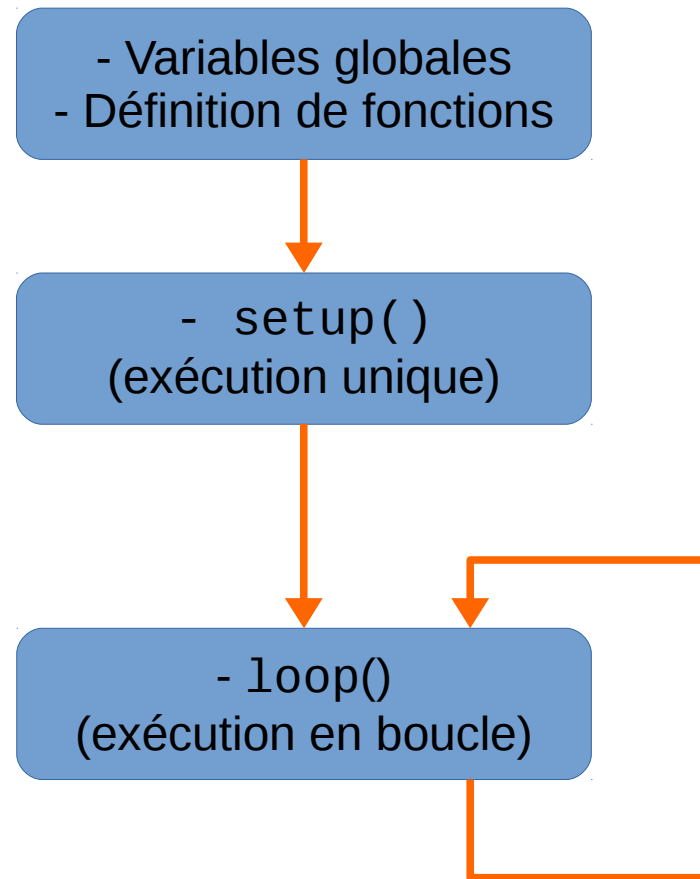 - Variables globales
- Définition de fonctions
- setup()
(exécution unique)
- loop()
(exécution en boucle)